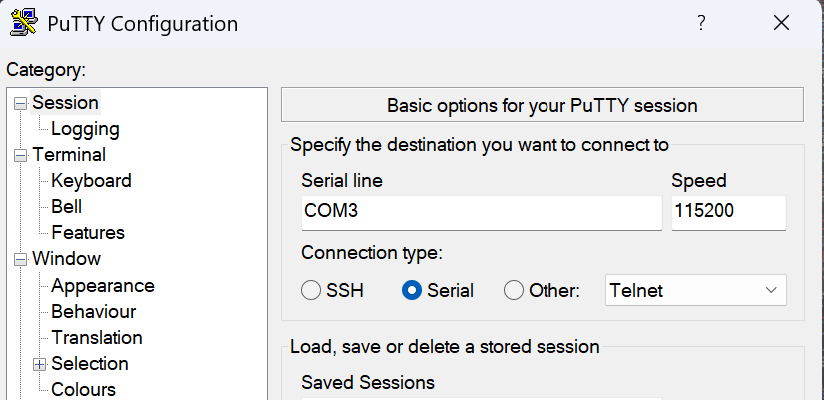 PuTTY Configuration
?
Category:
Session
Logging
Terminal
Keyboard
Bell
Features
Window
Appearance
Behaviour
Translation
Selection
Colours
Basic options for your PuTTY session
Specify the destination you want to connect to
Serial line Speed
COM3 115200
Connection type:
SSH Serial Other: Telnet
Load, save or delete a stored session
Saved Sessions